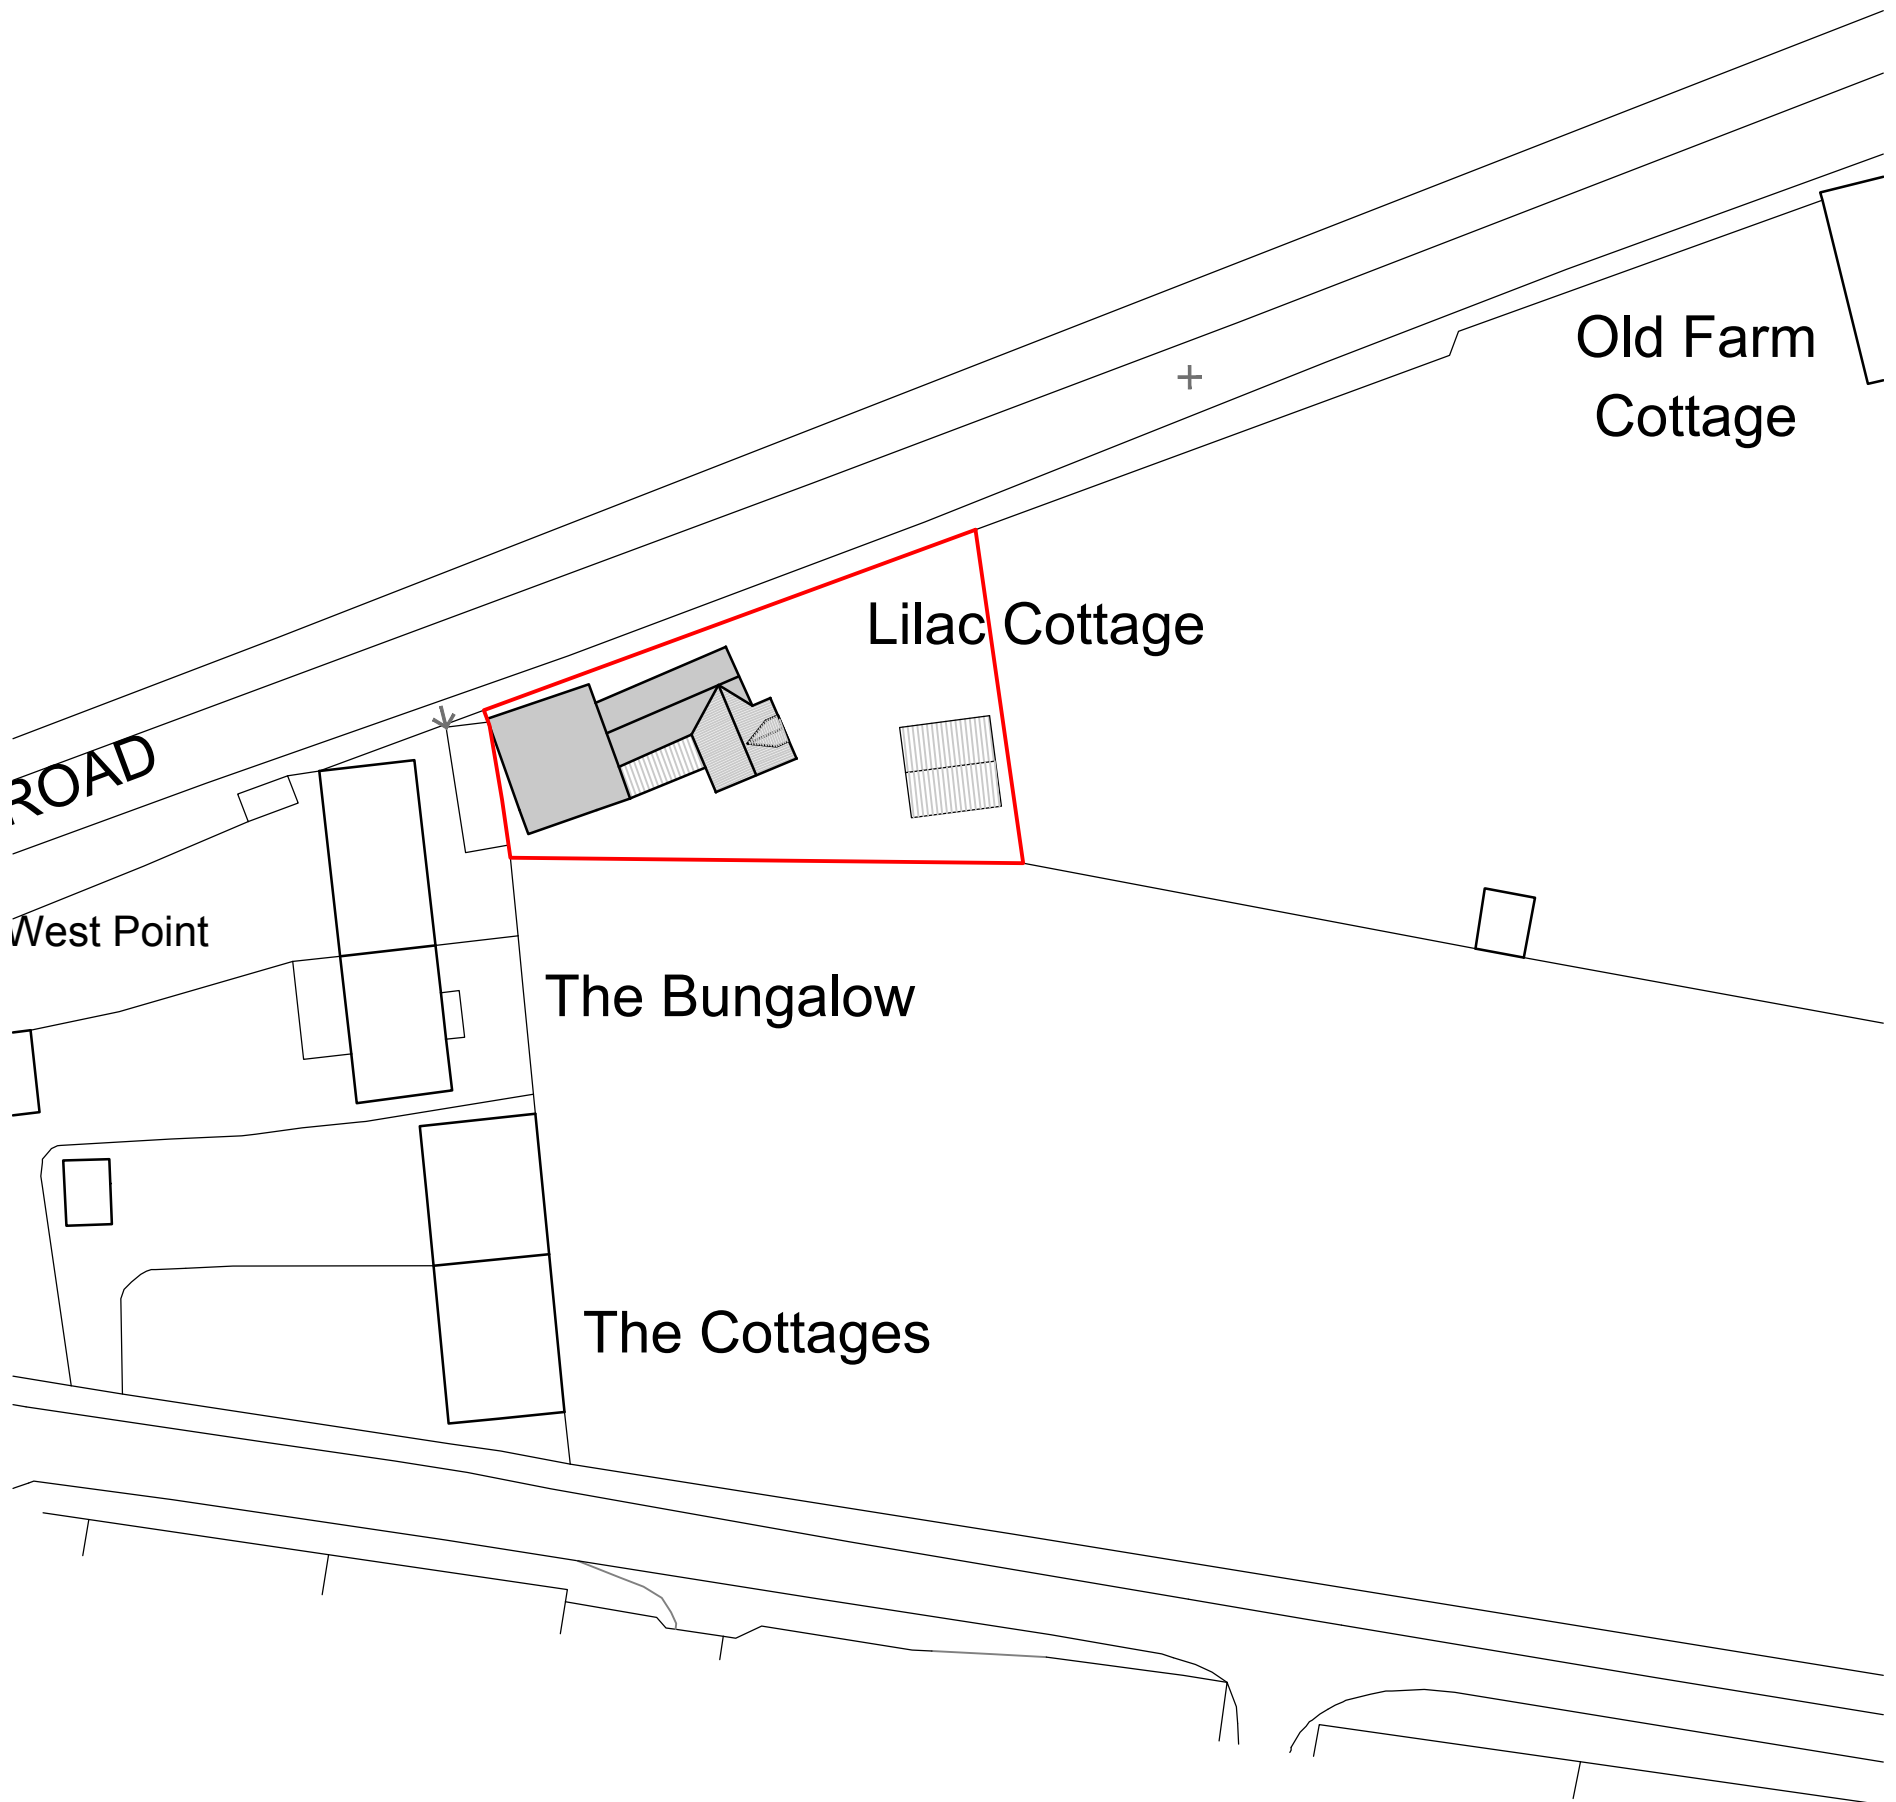 Old Farm
Cottage
Lilac Cottage
ROAD
West Point
The Bungalow
The Cottages